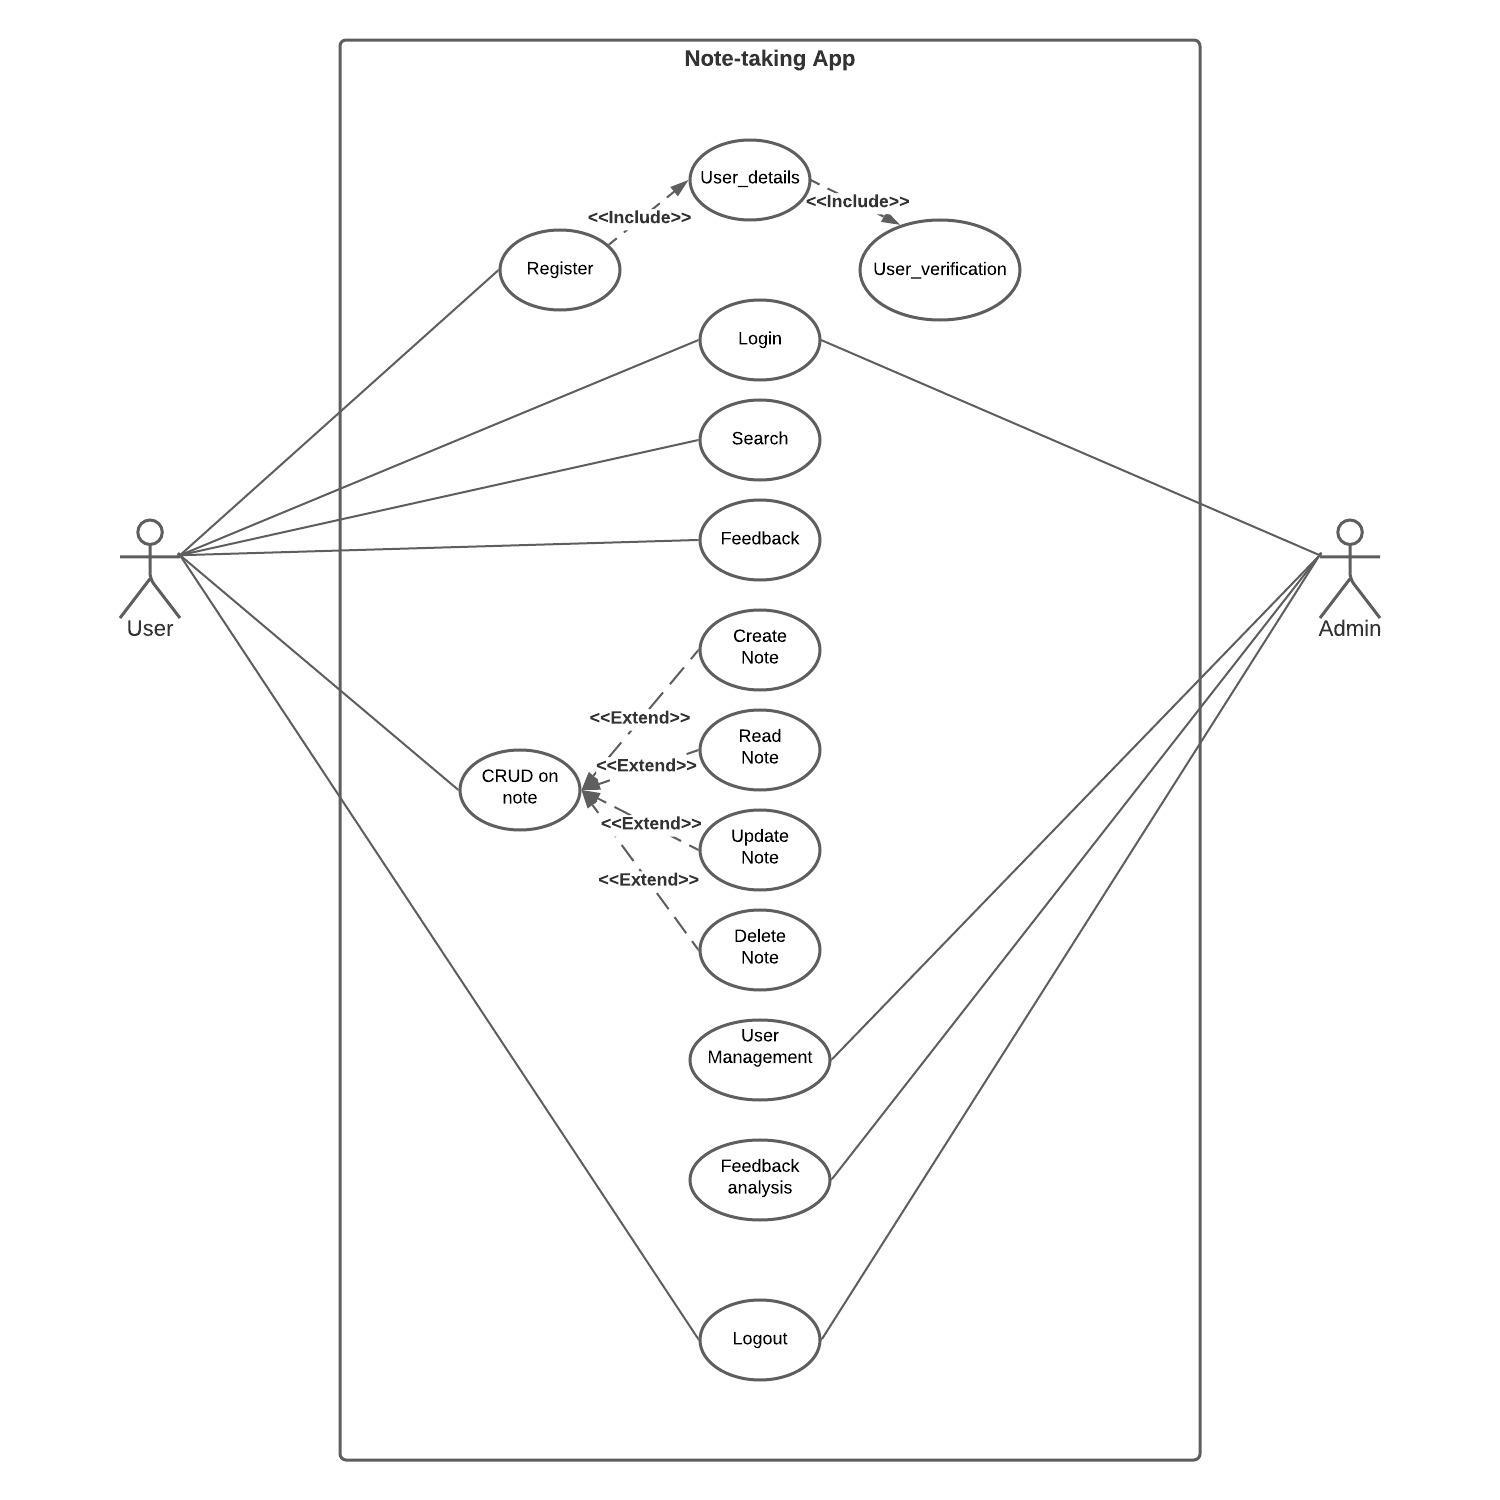 Note-taking App
User_details
<<Include>>
<<Include>>
Register
User_verification
Login
Search
Feedback
User
Admin
Create
Note
<<Extend>>
Read
Note
<<Extend>>
CRUD on
note
<<Extend>>
Update
Note
<<Extend>>
Delete
Note
User
Management
Feedback
analysis
Logout